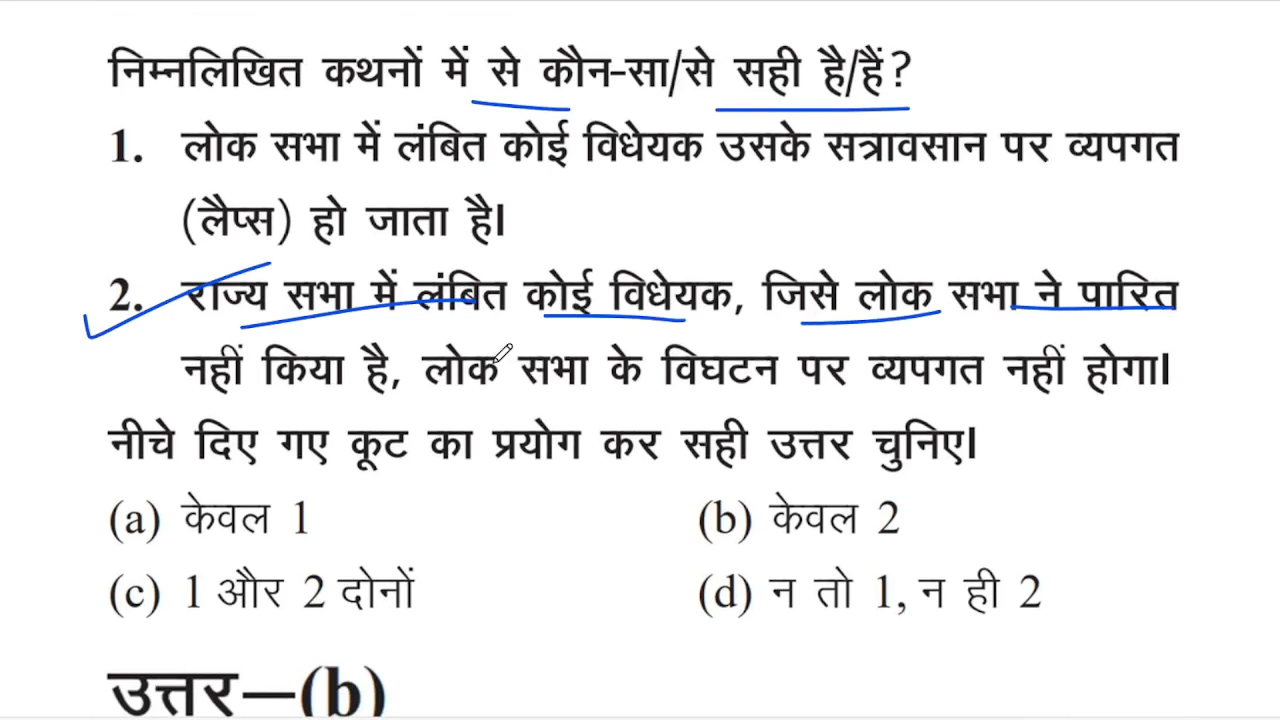 निम्नलिखित कथनों में से कौन-सा/से सही है/हैं?
1. लोक सभा में लंबित कोई विधेयक उसके सत्रावसान पर व्यपगत
(लैप्स) हो जाता है।
2. राज्य सभा में लंबित कोई विधेयक, जिसे लोक सभा ने पारित
नहीं किया है, लोक सभा के विघटन पर व्यपगत नहीं होगा।
नीचे दिए गए कूट का प्रयोग कर सही उत्तर चुनिए।
(a) केवल 1 (b) केवल 2
(c) 1 और 2 दोनों (d) न तो 1, न ही 2
उत्तर—(b)